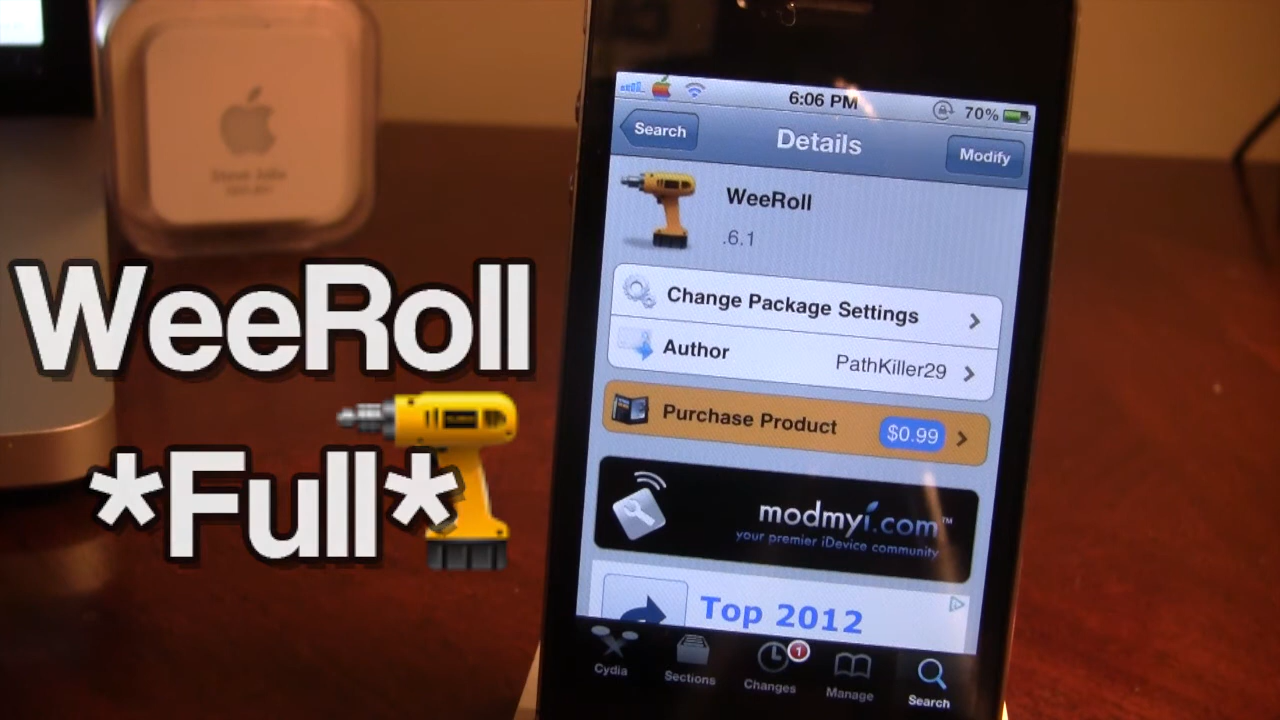 6:06 PM
70%
Search
Details
Modify
WeeRoll
.6.1
Change Package Settings
Author
PathKiller29
Purchase Product
$0.99
modmyi.com™
your premier iDevice community
Top 2012
Cydia
Sections
Changes
1
Manage
Search
WeeRoll
*Full*